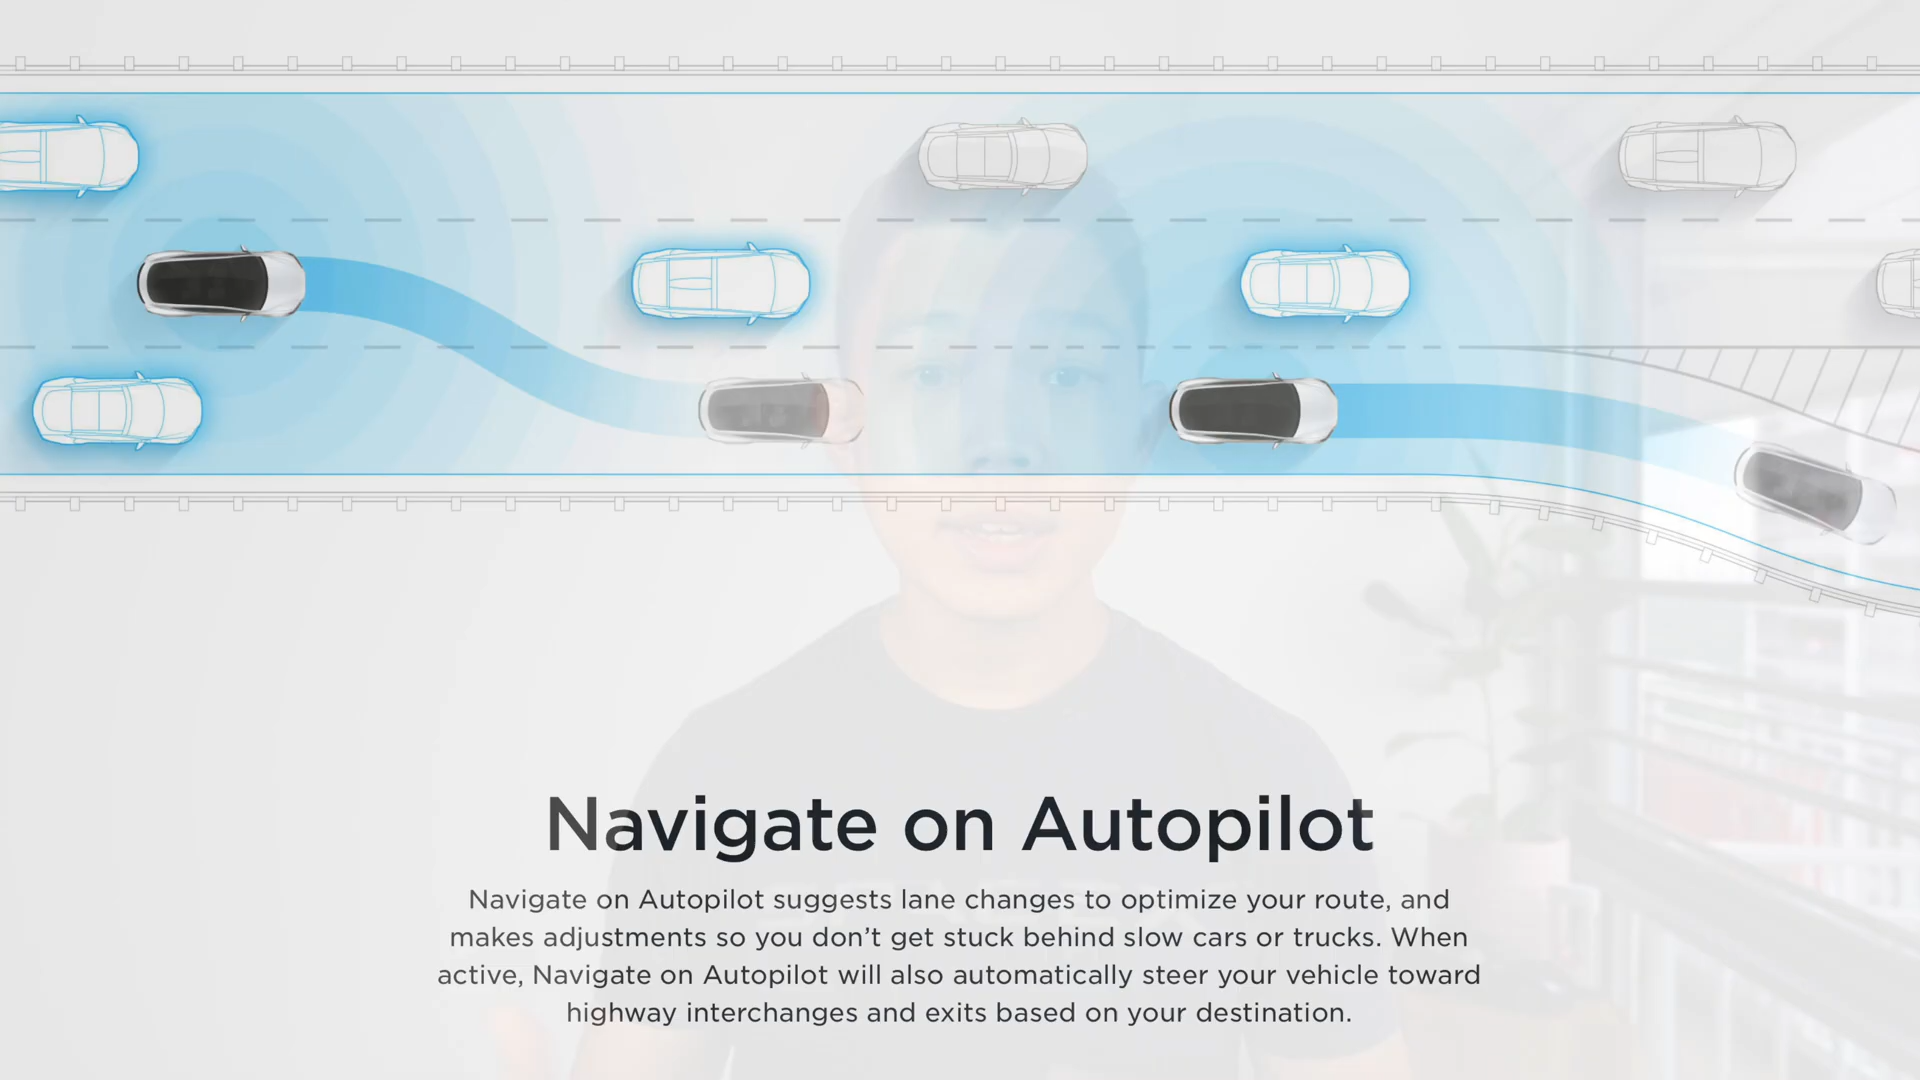 Navigate on Autopilot
Navigate on Autopilot suggests lane changes to optimize your route, and
makes adjustments so you don’t get stuck behind slow cars or trucks. When
active, Navigate on Autopilot will also automatically steer your vehicle toward
highway interchanges and exits based on your destination.